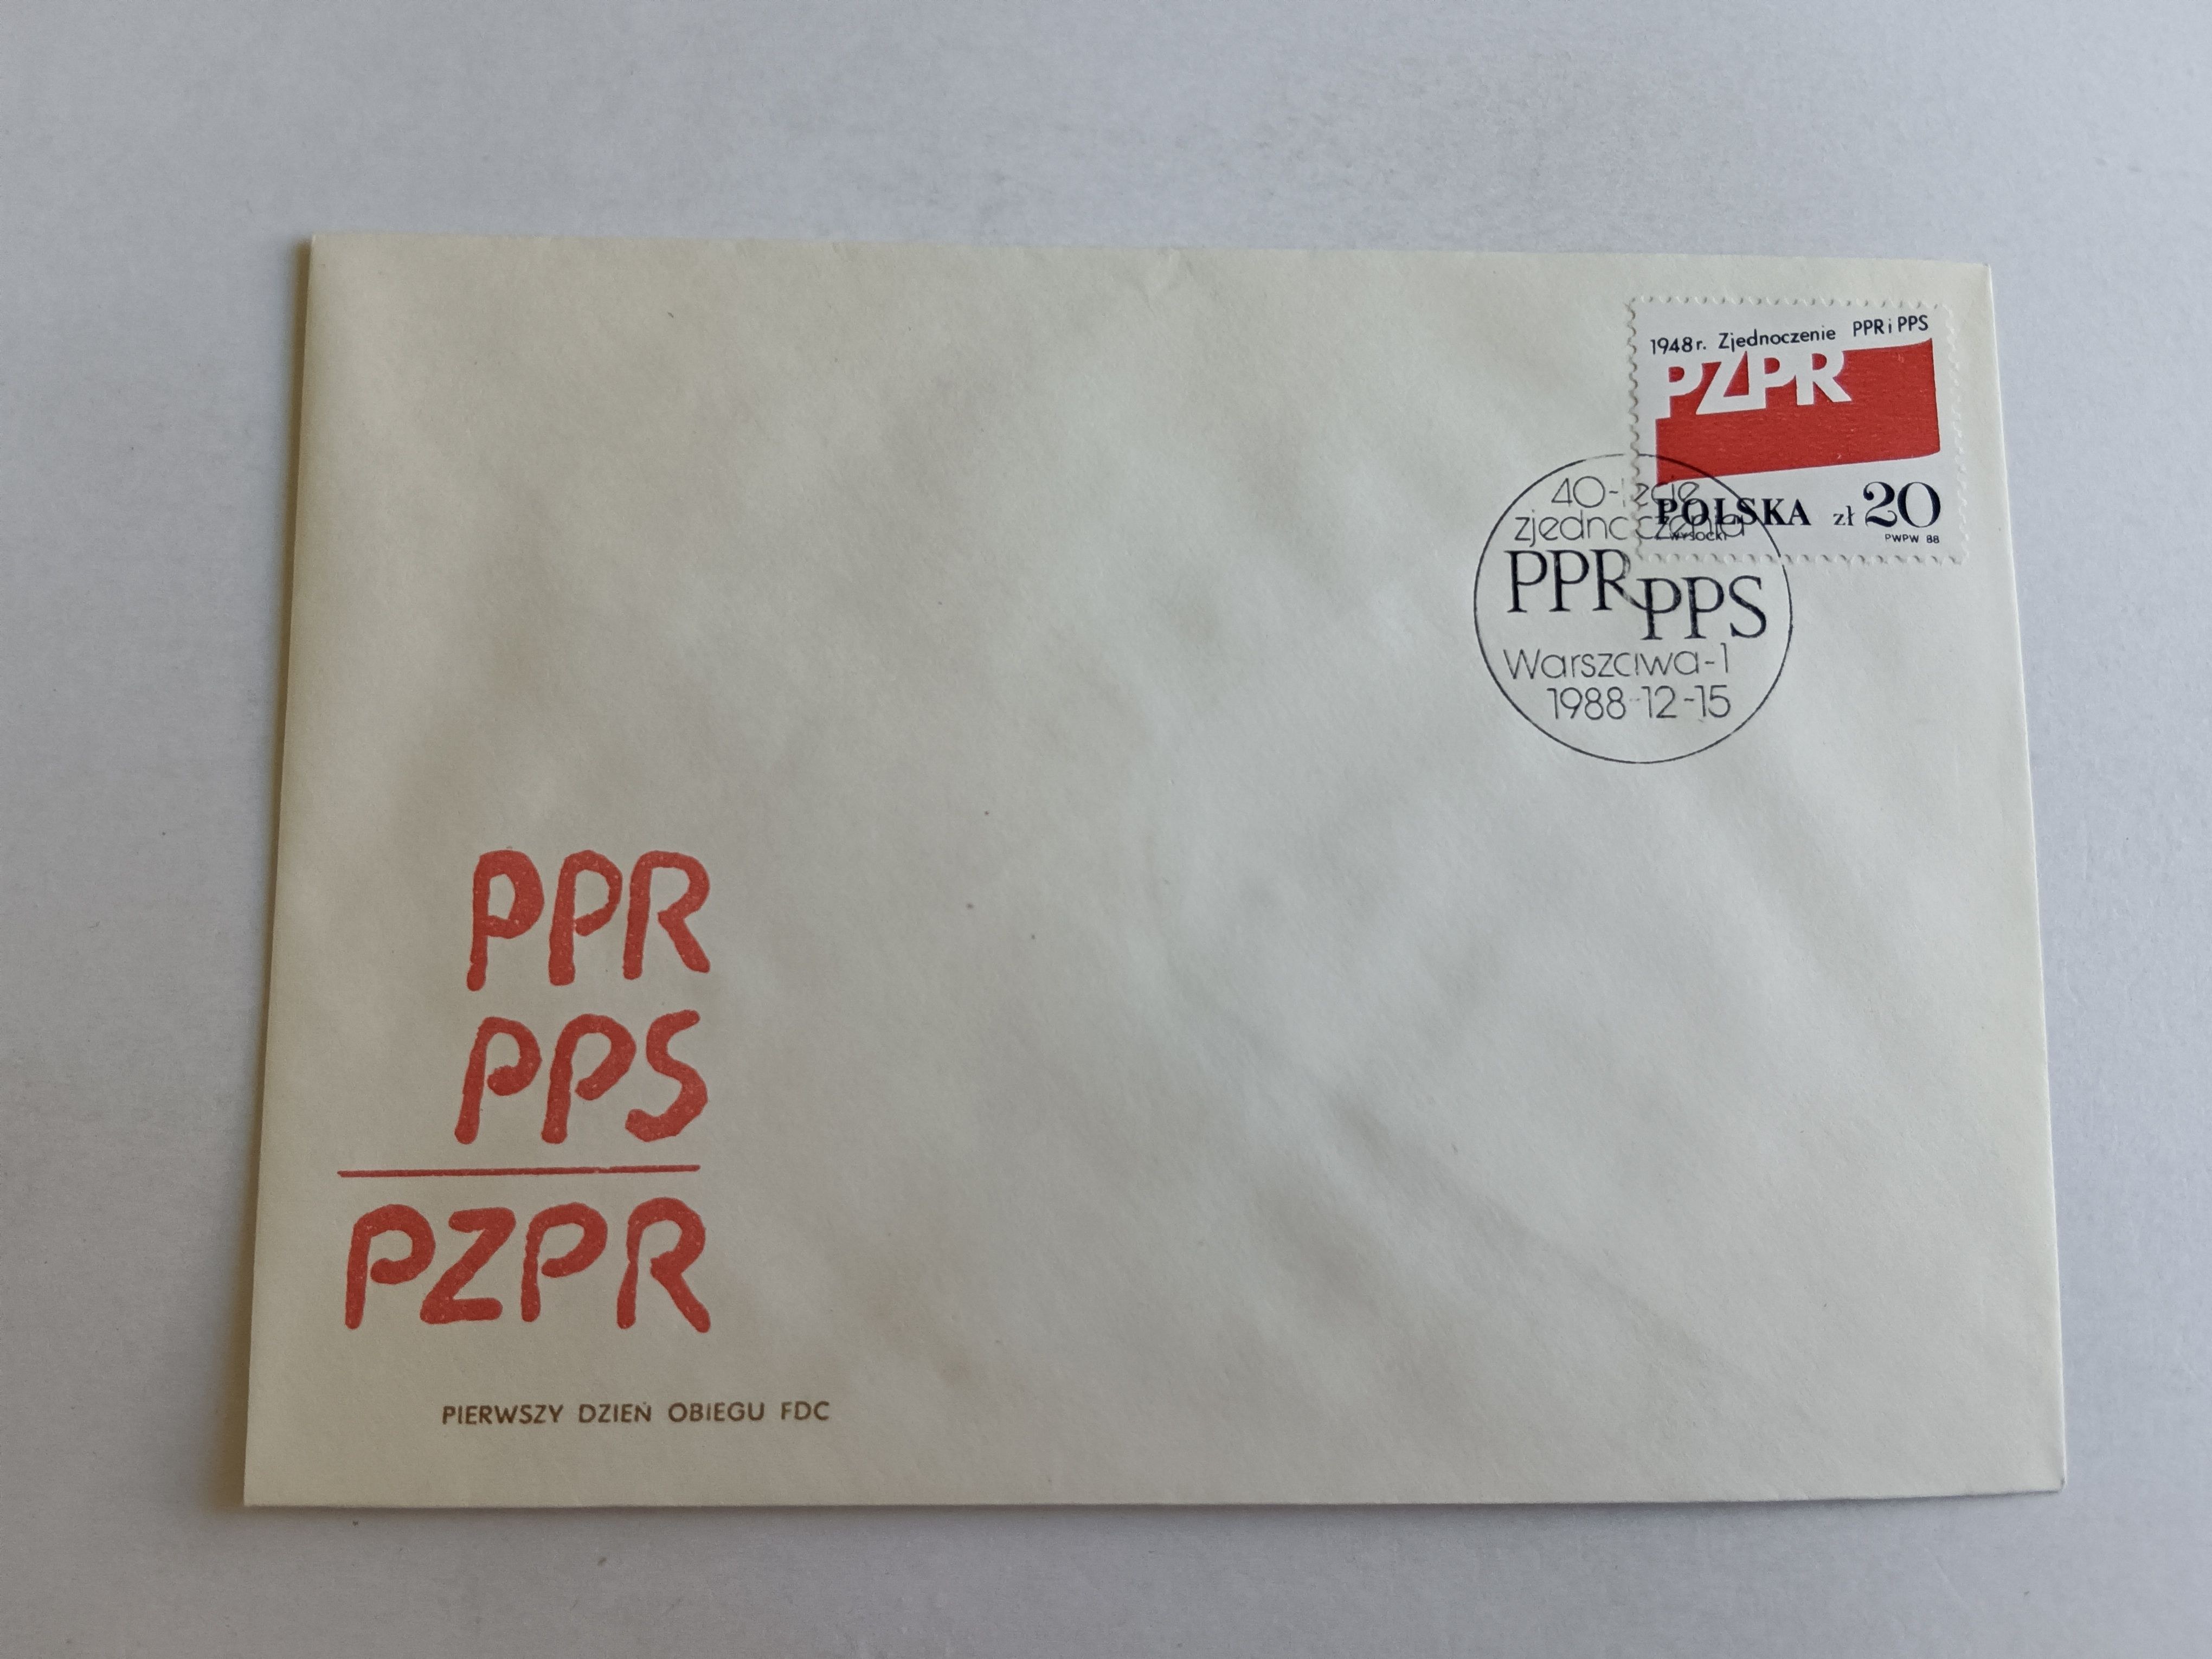 1948 r. Zjednoczenie PPR i PPS
PZPR
POLSKA zł 20
WYSOCKI
PWPW 88
40-lecie
zjednoczenia
PPR PPS
Warszawa-1
1988-12-15
PPR
PPS
PZPR
PIERWSZY DZIEŃ OBIEGU FDC